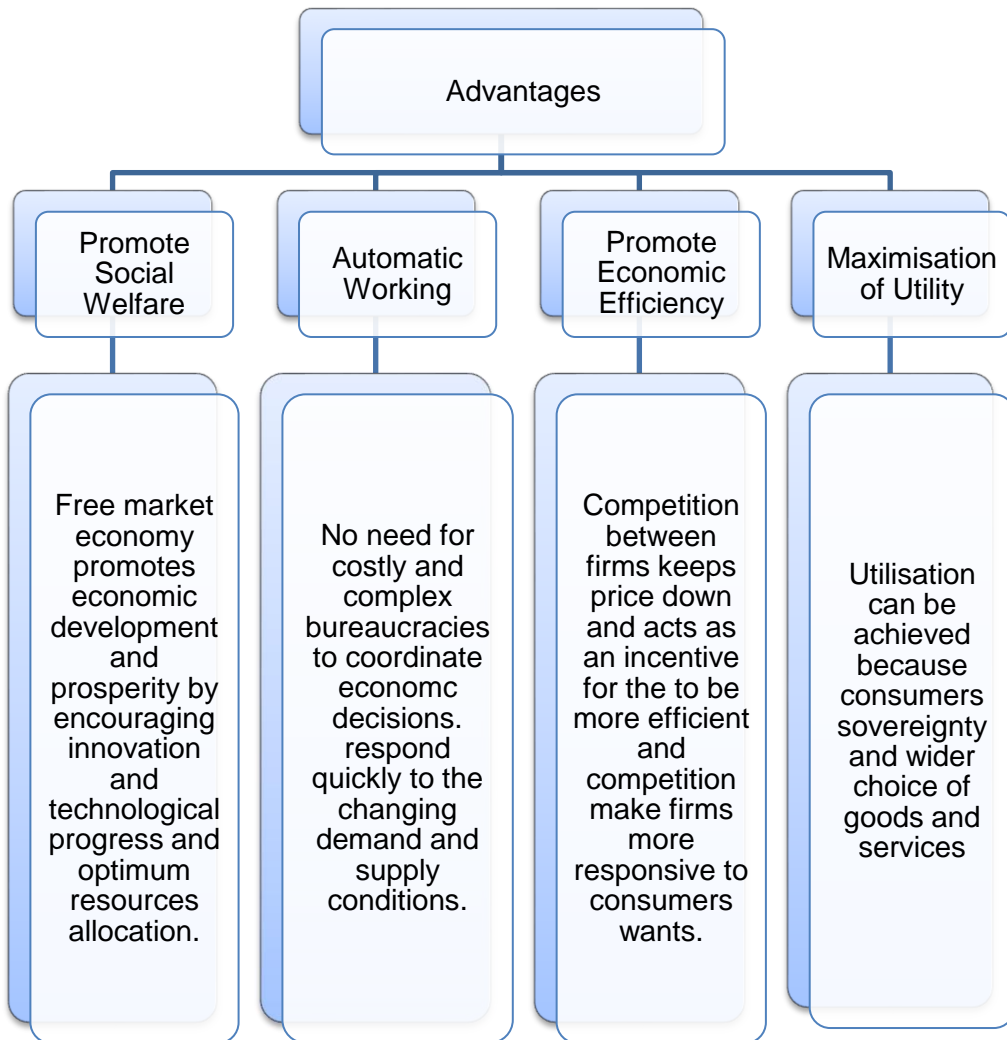 Advantages
Promote
Social
Welfare
Automatic
Working
Promote
Economic
Efficiency
Maximisation
of Utility
Free market
economy
promotes
economic
development
and
prosperity by
encouraging
innovation
and
technological
progress and
optimum
resources
allocation.
No need for
costly and
complex
bureaucracies
to coordinate
economc
decisions.
respond
quickly to the
changing
demand and
supply
conditions.
Competition
between
firms keeps
price down
and acts as
an incentive
for the to be
more efficient
and
competition
make firms
more
responsive to
consumers
wants.
Utilisation
can be
achieved
because
consumers
sovereignty
and wider
choice of
goods and
services